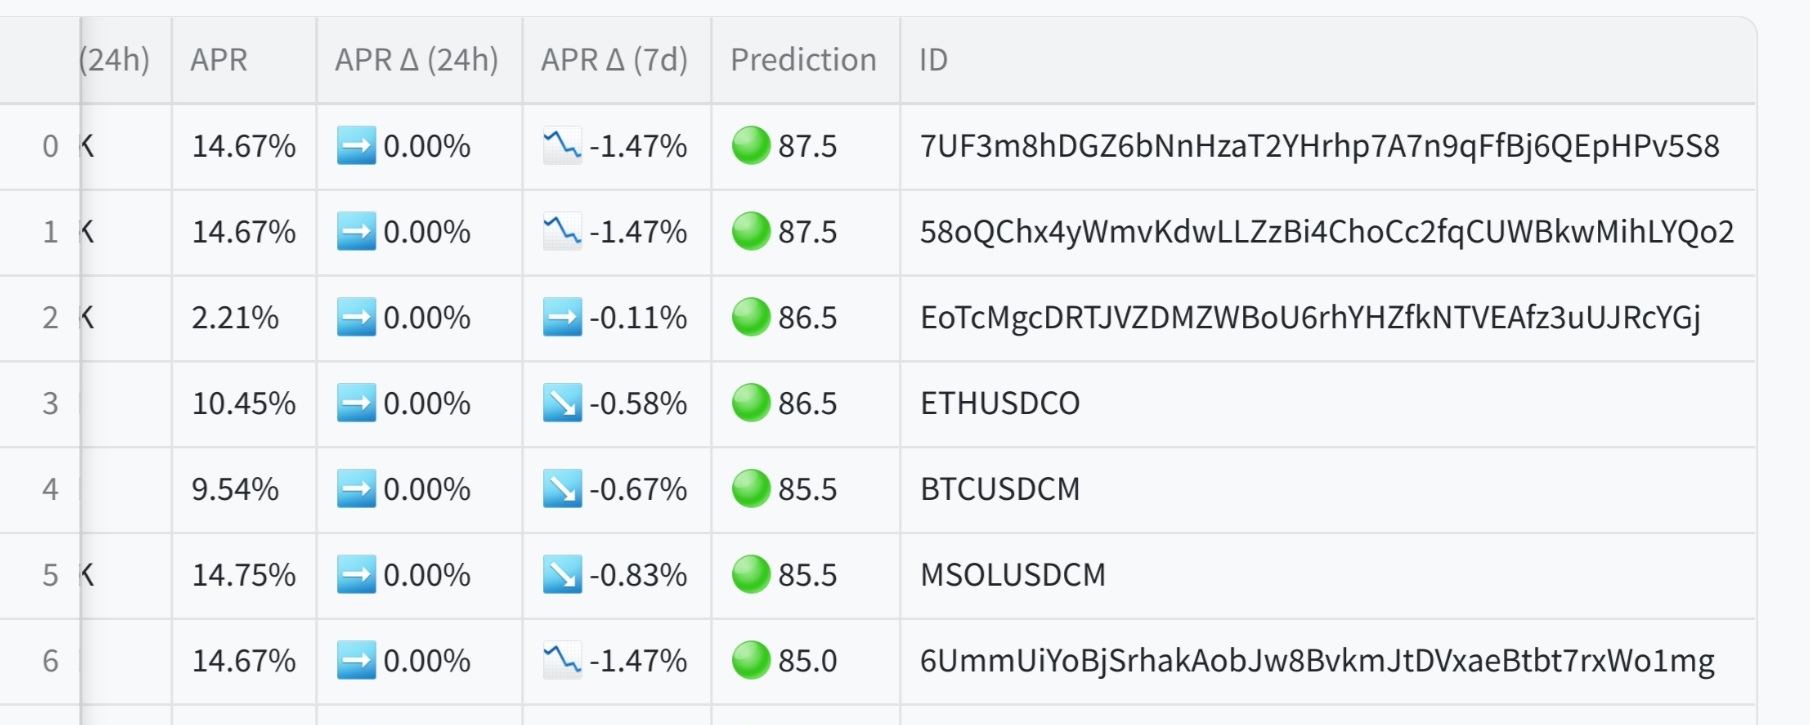 (24h) APR APR Δ (24h) APR Δ (7d) Prediction ID
0 K 14.67% ➡️ 0.00% 📉 -1.47% 🟢 87.5 7UF3m8hDGZ6bNnHzaT2YHrhp7A7n9qFfBj6QEpHPv5S8
1 K 14.67% ➡️ 0.00% 📉 -1.47% 🟢 87.5 58oQChx4yWmvKdwLLZzBi4ChoCc2fqCUWBkwMihLYQo2
2 K 2.21% ➡️ 0.00% ➡️ -0.11% 🟢 86.5 EoTcMgcDRTJVZDMZWBoU6rhYHZfkNTVEAfz3uUJRcYGj
3 10.45% ➡️ 0.00% ↘️ -0.58% 🟢 86.5 ETHUSDCO
4 9.54% ➡️ 0.00% ↘️ -0.67% 🟢 85.5 BTCUSDCM
5 K 14.75% ➡️ 0.00% ↘️ -0.83% 🟢 85.5 MSOLUSDCM
6 14.67% ➡️ 0.00% 📉 -1.47% 🟢 85.0 6UmmUiYoBjSrhakAobJw8BvkmJtDVxaeBtbt7rxWo1mg